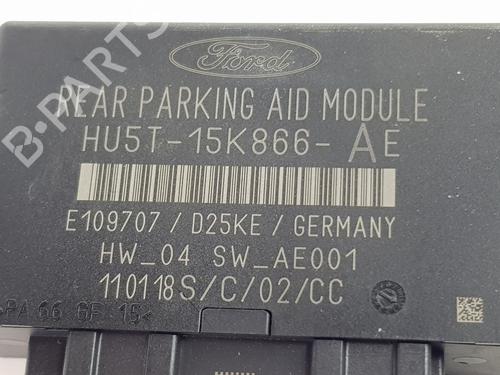 Ford
REAR PARKING AID MODULE
HU5T-15K866-AE
E109707 / D25KE / GERMANY
HW_04 SW_AE001
110118S/C/02/CC
>PA 66 GF 15<
B-PARTS